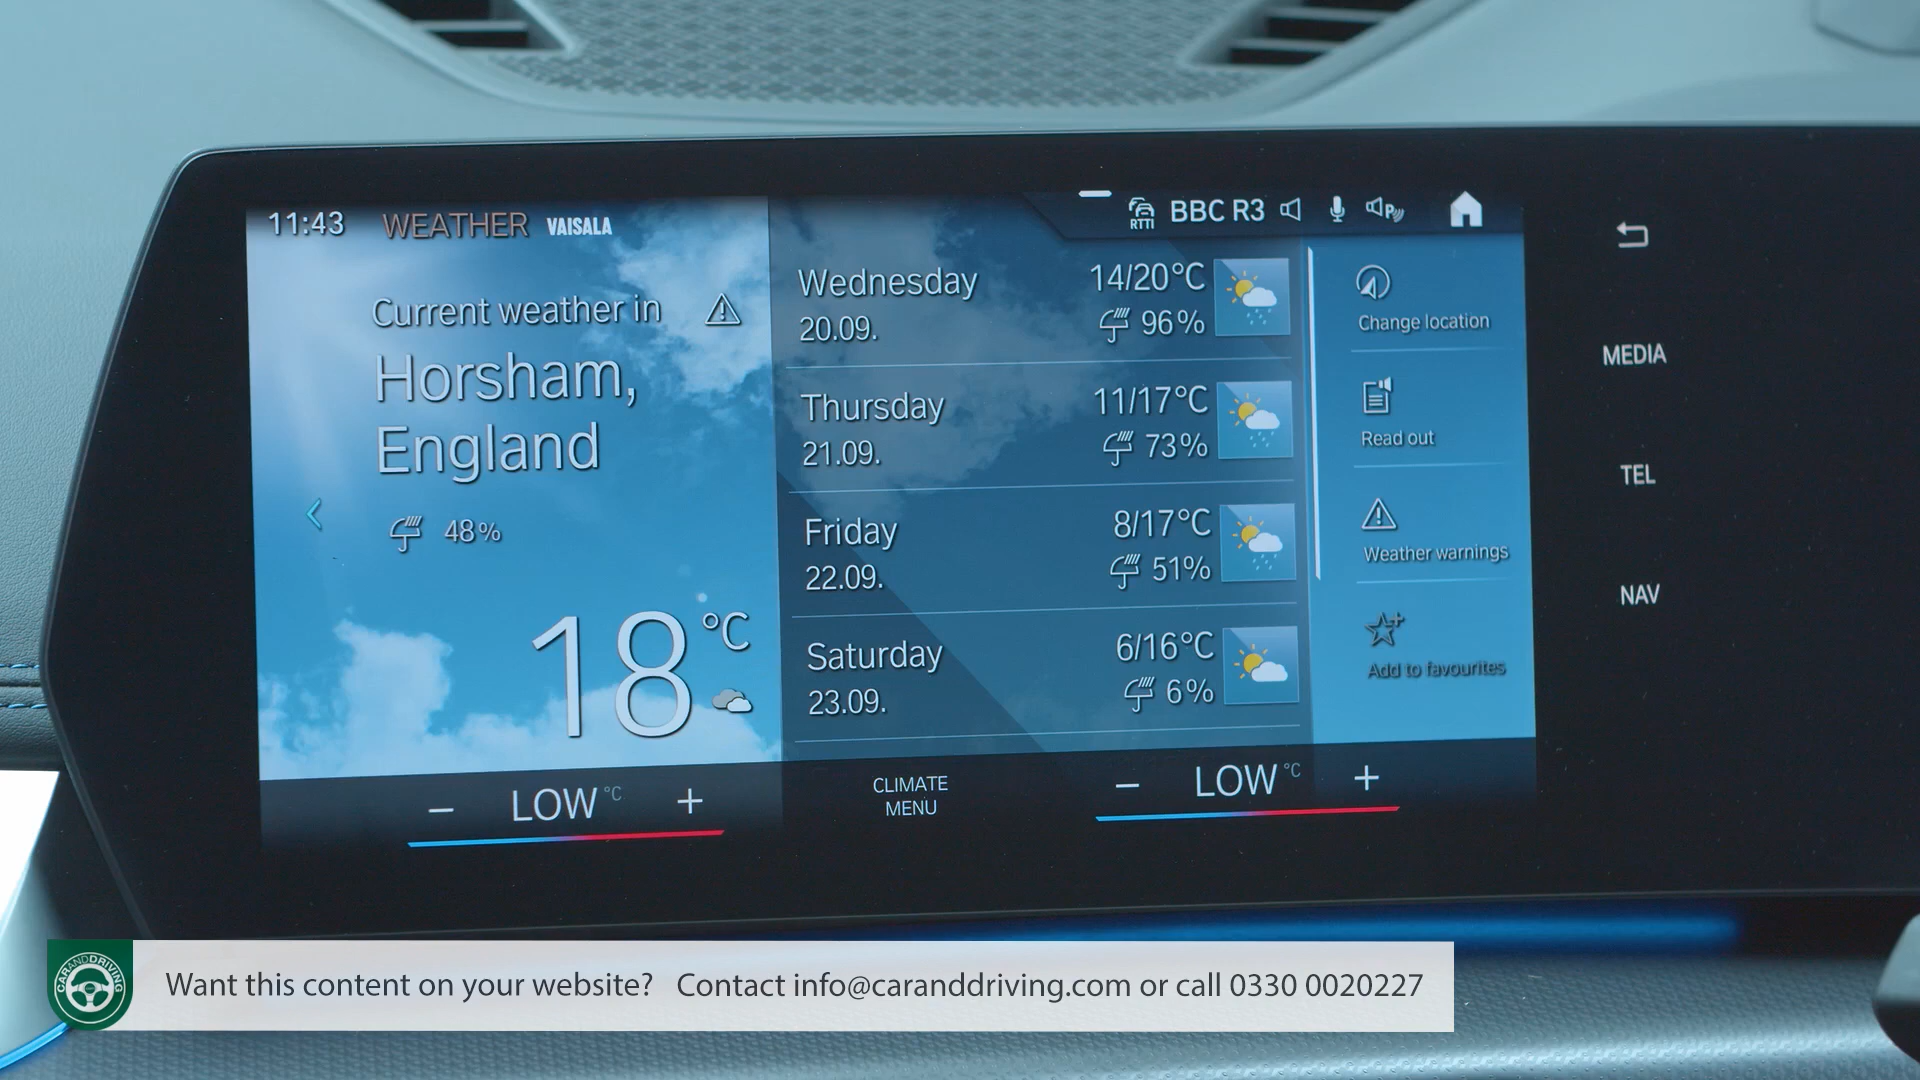 11:43 WEATHER VAISALA
RTTI BBC R3
Current weather in
Horsham,
England
48%
18 °C
Wednesday 14/20°C
20.09. 96%
Thursday 11/17°C
21.09. 73%
Friday 8/17°C
22.09. 51%
Saturday 6/16°C
23.09. 6%
Change location
Read out
Weather warnings
Add to favourites
MEDIA
TEL
NAV
− LOW °C +
CLIMATE
MENU
− LOW °C +
CARANDDRIVING
Want this content on your website? Contact info@caranddriving.com or call 0330 0020227